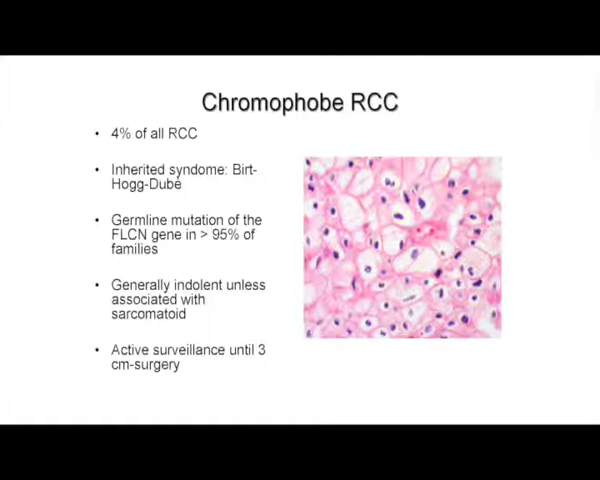 Chromophobe RCC
• 4% of all RCC
• Inherited syndome: Birt-
Hogg-Dube
• Germline mutation of the
FLCN gene in > 95% of
families
• Generally indolent unless
associated with
sarcomatoid
• Active surveillance until 3
cm-surgery